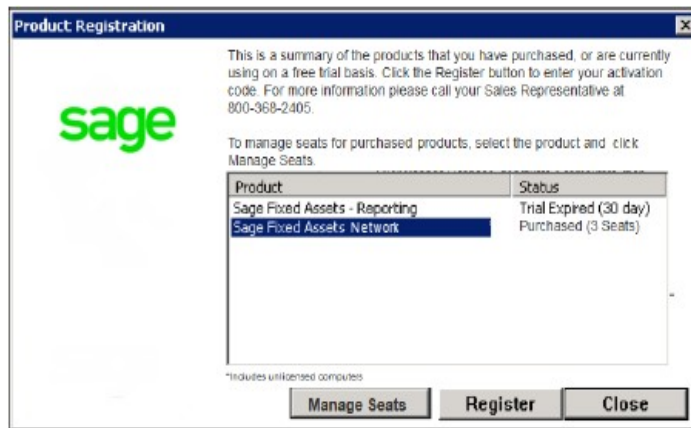 Product Registration
This is a summary of the products that you have purchased, or are currently
using on a free trial basis. Click the Register button to enter your activation
code. For more information please call your Sales Representative at
800-368-2405.
sage
To manage seats for purchased products, select the product and click
Manage Seats.
Product Status
Sage Fixed Assets - Reporting Trial Expired (30 day)
Sage Fixed Assets Network Purchased (3 Seats)
*Includes unlicensed computers
Manage Seats Register Close